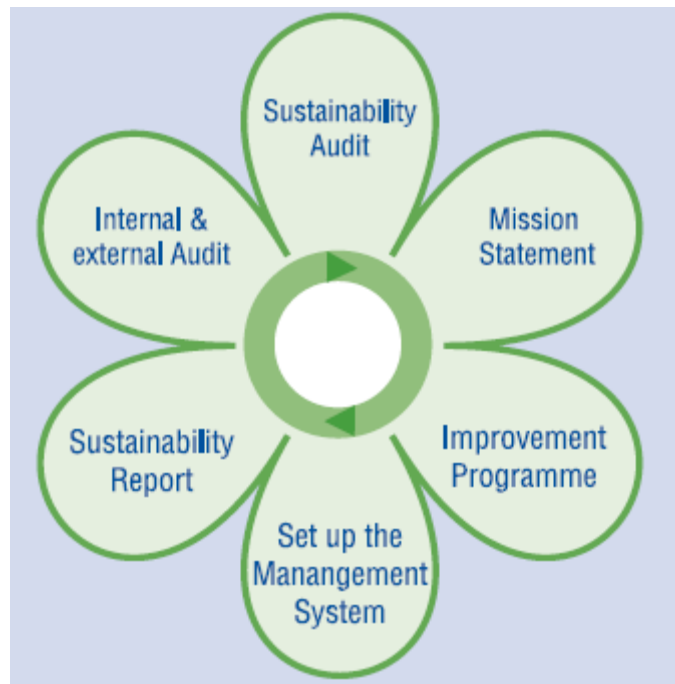 Sustainability
Audit
Mission
Statement
Improvement
Programme
Set up the
Manangement
System
Sustainability
Report
Internal &
external Audit